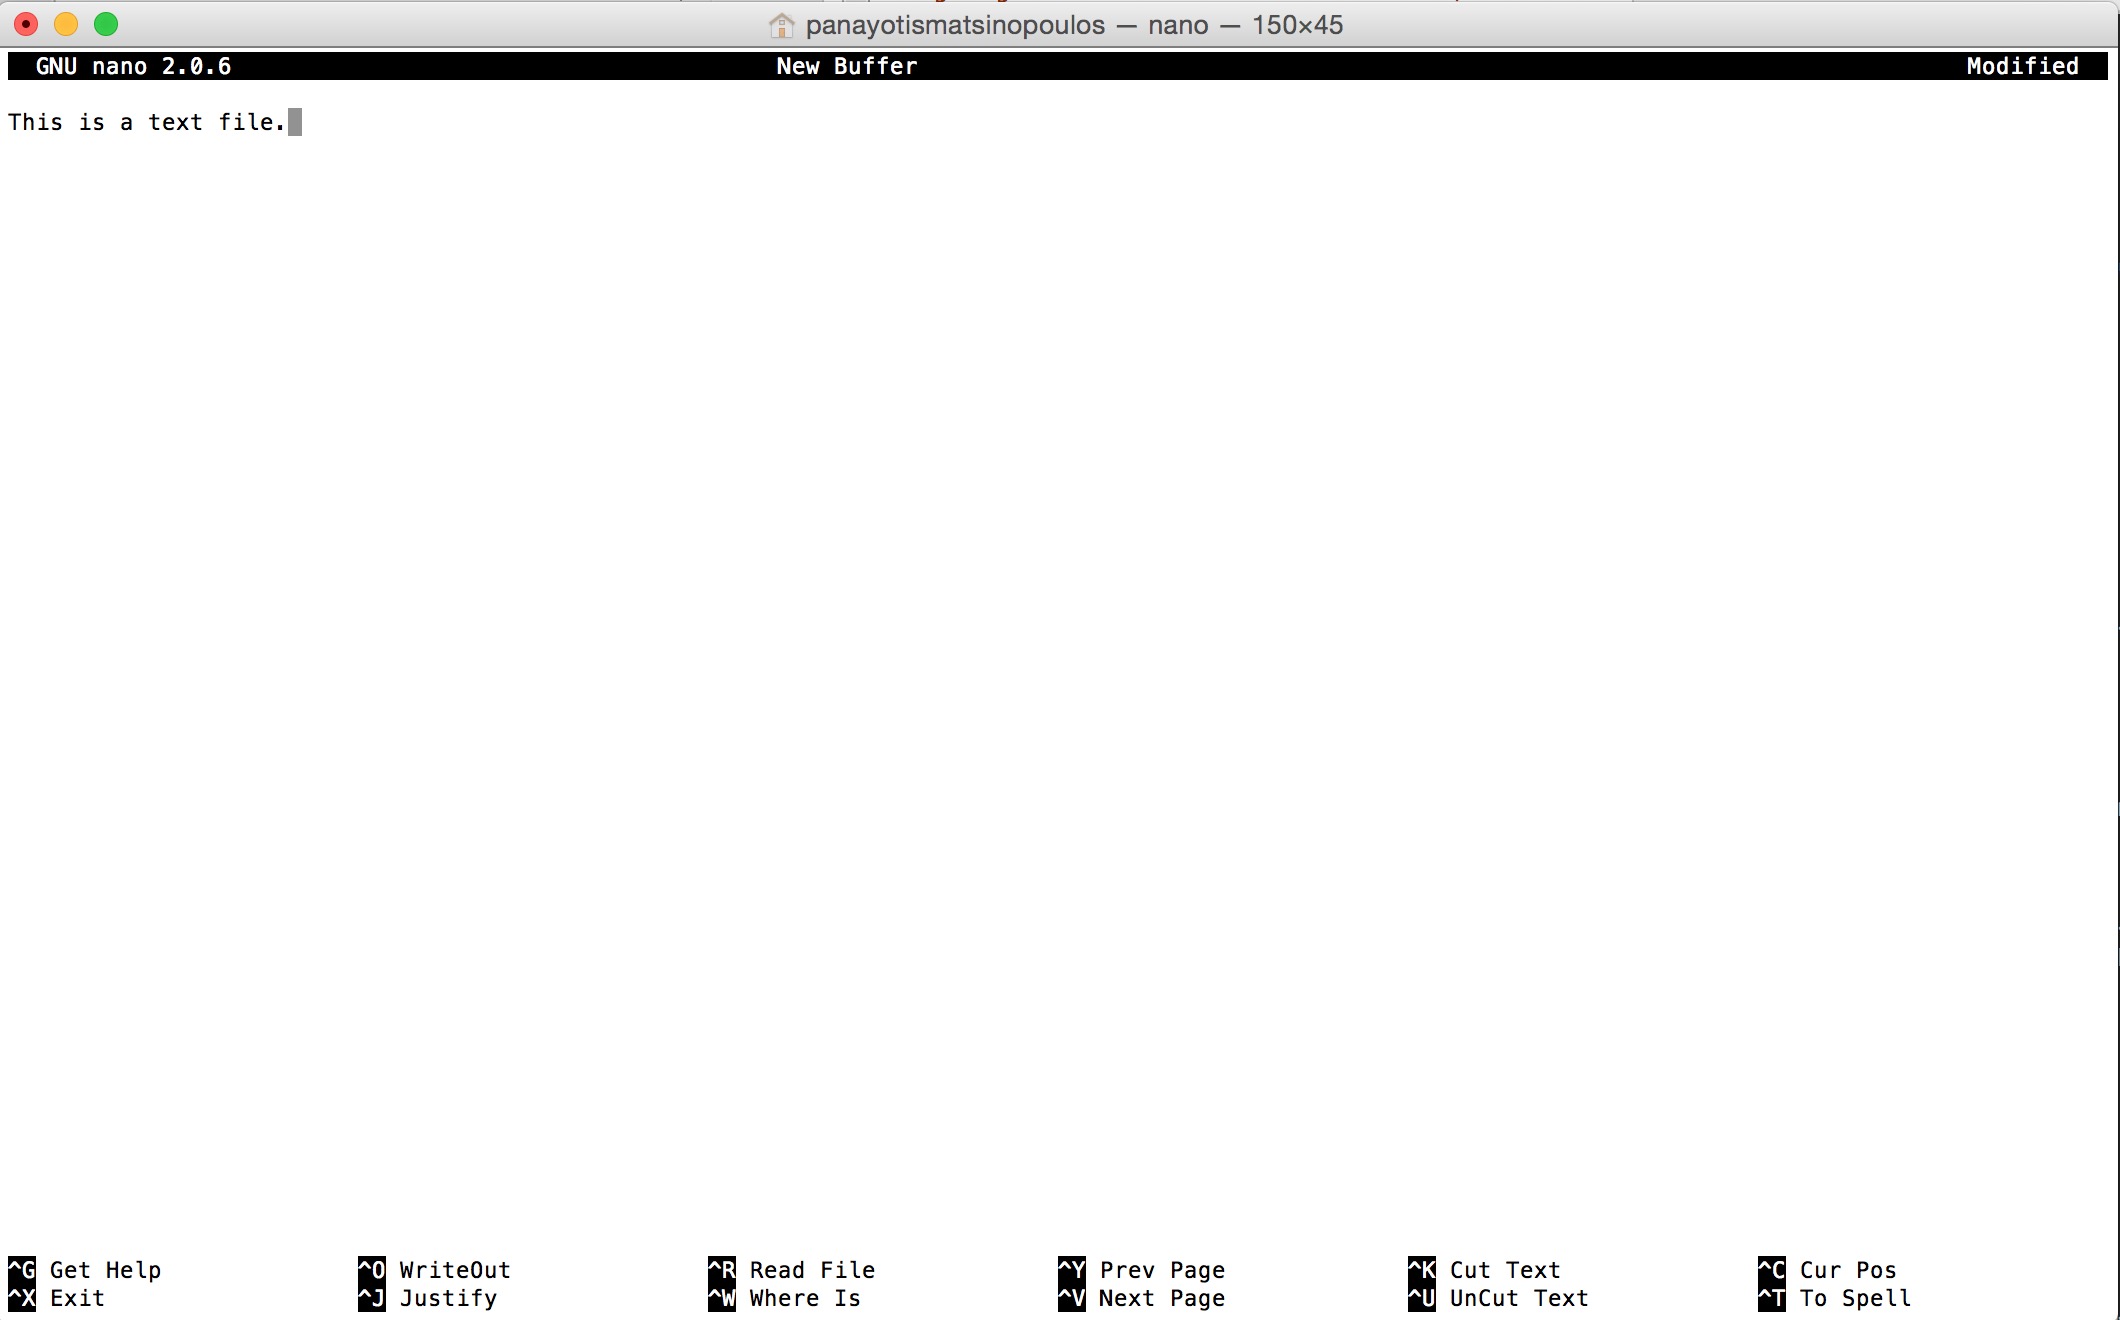 panayotismatsinopoulos — nano — 150×45
GNU nano 2.0.6 New Buffer Modified
This is a text file.
^G Get Help ^O WriteOut ^R Read File ^Y Prev Page ^K Cut Text ^C Cur Pos
^X Exit ^J Justify ^W Where Is ^V Next Page ^U UnCut Text ^T To Spell